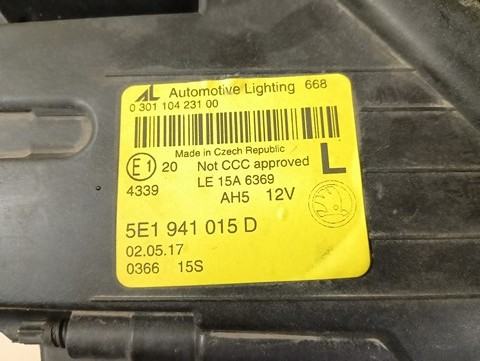 AL Automotive Lighting 668
0 301 104 231 00
Made in Czech Republic
E1 20 Not CCC approved L
4339 LE 15A 6369
AH5 12V
5E1 941 015 D
02.05.17
0366 15S